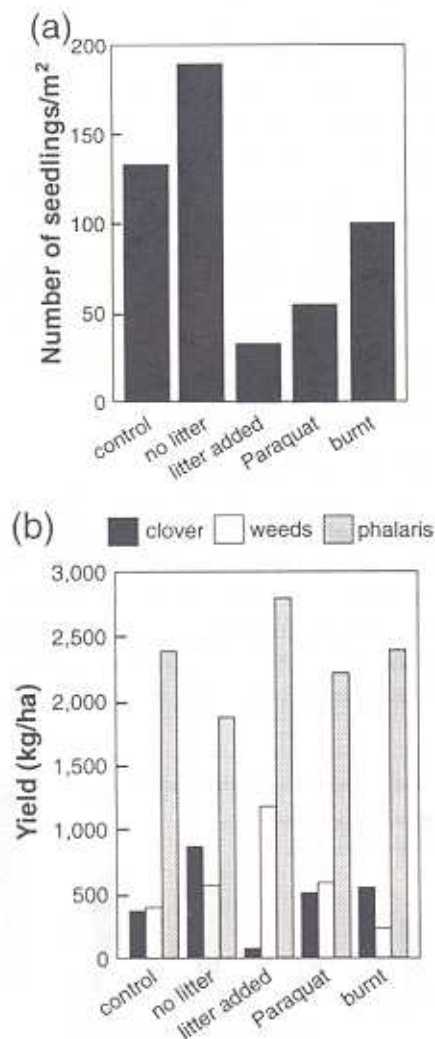 (a)
Number of seedlings/m²
200
150
100
50
0
control
no litter
litter added
Paraquat
burnt
(b)
clover weeds phalaris
Yield (kg/ha)
3,000
2,500
2,000
1,500
1,000
500
0
control
no litter
litter added
Paraquat
burnt